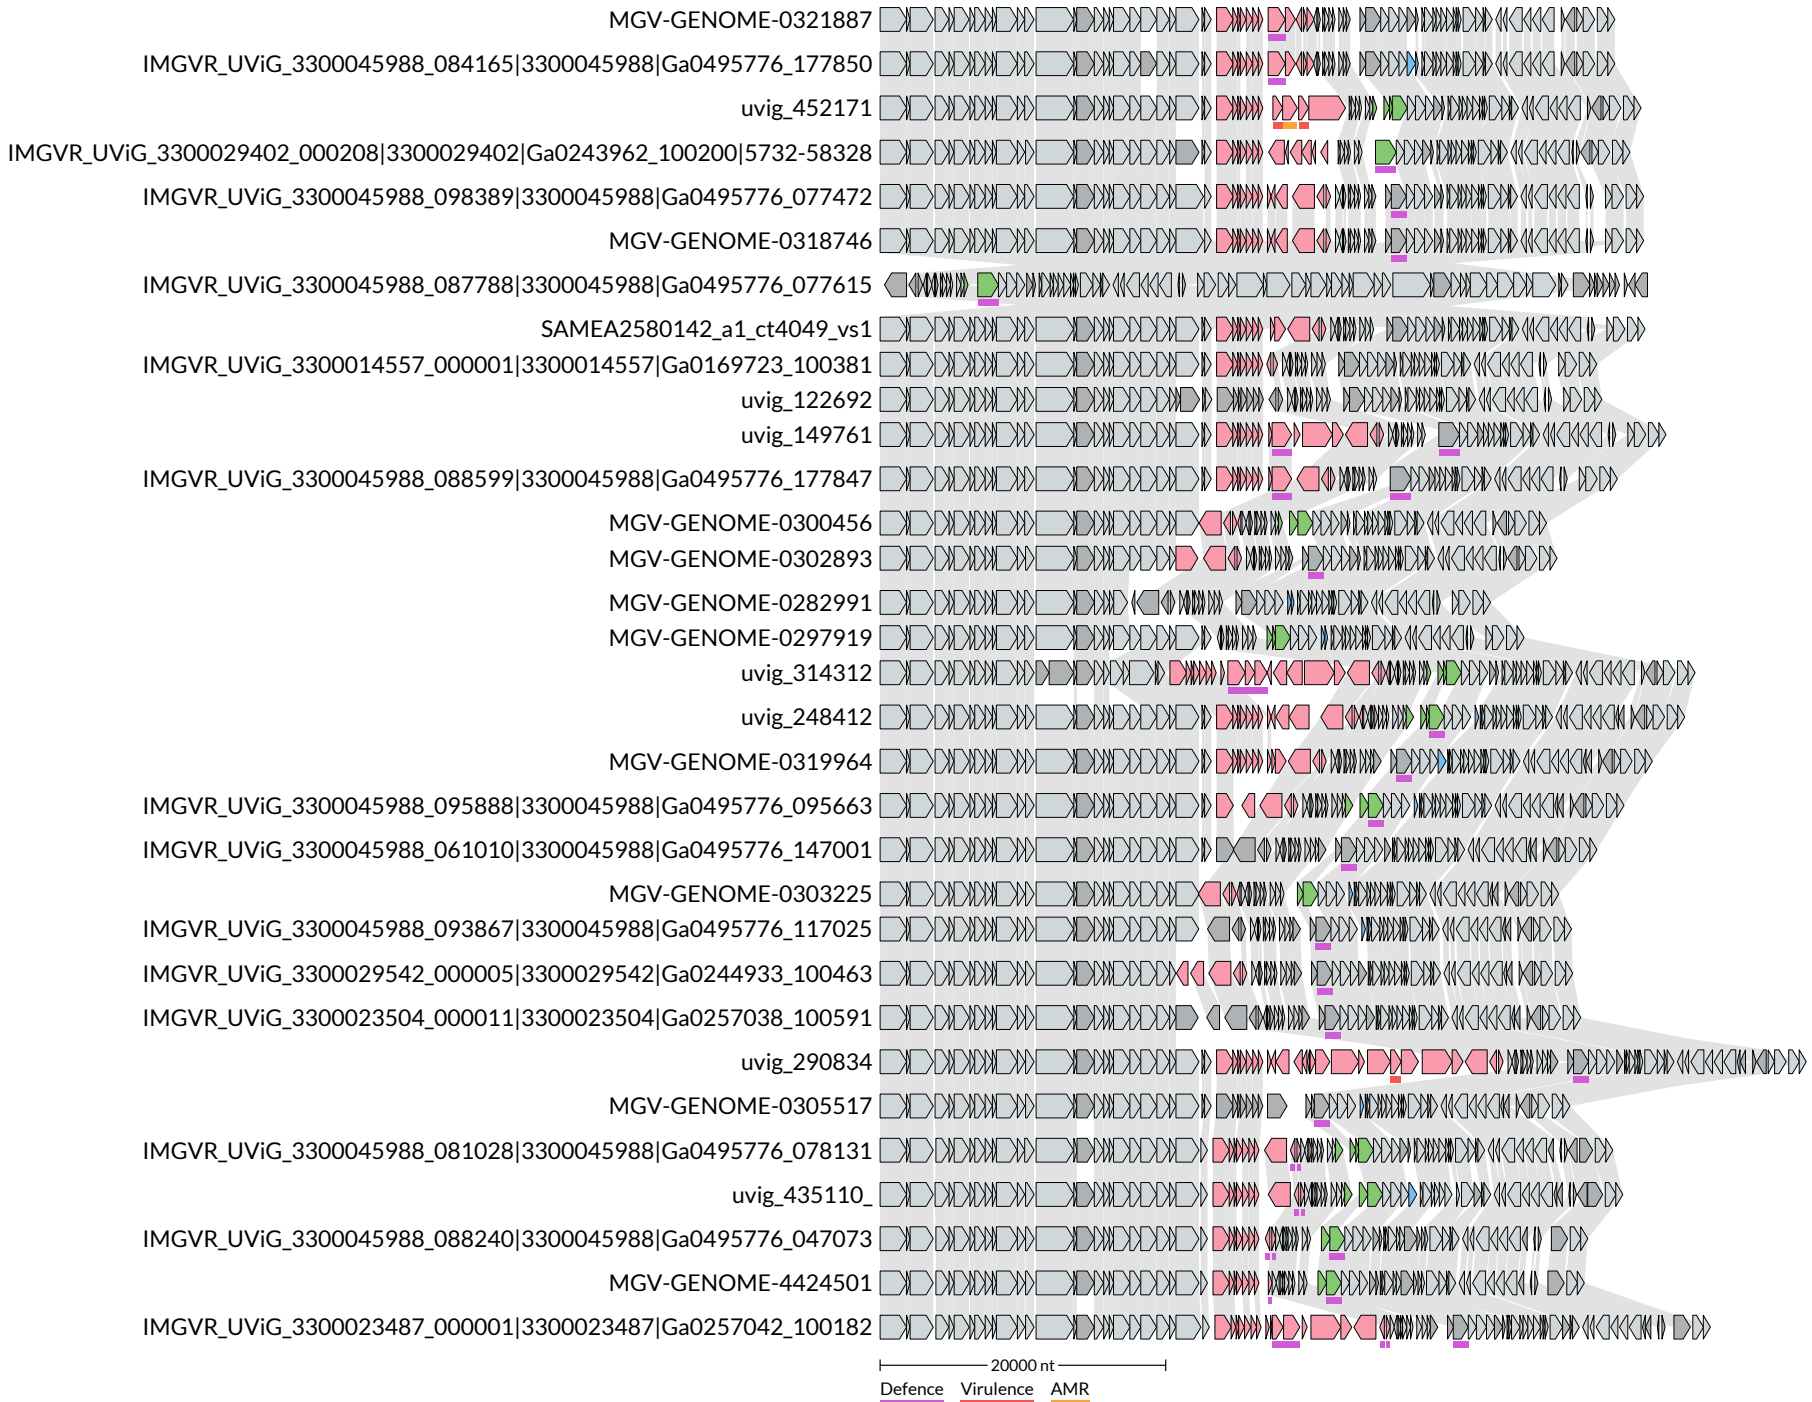 MGV-GENOME-0321887
IMGVR_UViG_3300045988_084165|3300045988|Ga0495776_177850
uvig_452171
IMGVR_UViG_3300029402_000208|3300029402|Ga0243962_100200|5732-58328
IMGVR_UViG_3300045988_098389|3300045988|Ga0495776_077472
MGV-GENOME-0318746
IMGVR_UViG_3300045988_087788|3300045988|Ga0495776_077615
SAMEA2580142_a1_ct4049_vs1
IMGVR_UViG_3300014557_000001|3300014557|Ga0169723_100381
uvig_122692
uvig_149761
IMGVR_UViG_3300045988_088599|3300045988|Ga0495776_177847
MGV-GENOME-0300456
MGV-GENOME-0302893
MGV-GENOME-0282991
MGV-GENOME-0297919
uvig_314312
uvig_248412
MGV-GENOME-0319964
IMGVR_UViG_3300045988_095888|3300045988|Ga0495776_095663
IMGVR_UViG_3300045988_061010|3300045988|Ga0495776_147001
MGV-GENOME-0303225
IMGVR_UViG_3300045988_093867|3300045988|Ga0495776_117025
IMGVR_UViG_3300029542_000005|3300029542|Ga0244933_100463
IMGVR_UViG_3300023504_000011|3300023504|Ga0257038_100591
uvig_290834
MGV-GENOME-0305517
IMGVR_UViG_3300045988_081028|3300045988|Ga0495776_078131
uvig_435110_
IMGVR_UViG_3300045988_088240|3300045988|Ga0495776_047073
MGV-GENOME-4424501
IMGVR_UViG_3300023487_000001|3300023487|Ga0257042_100182
20000 nt
Defence Virulence AMR